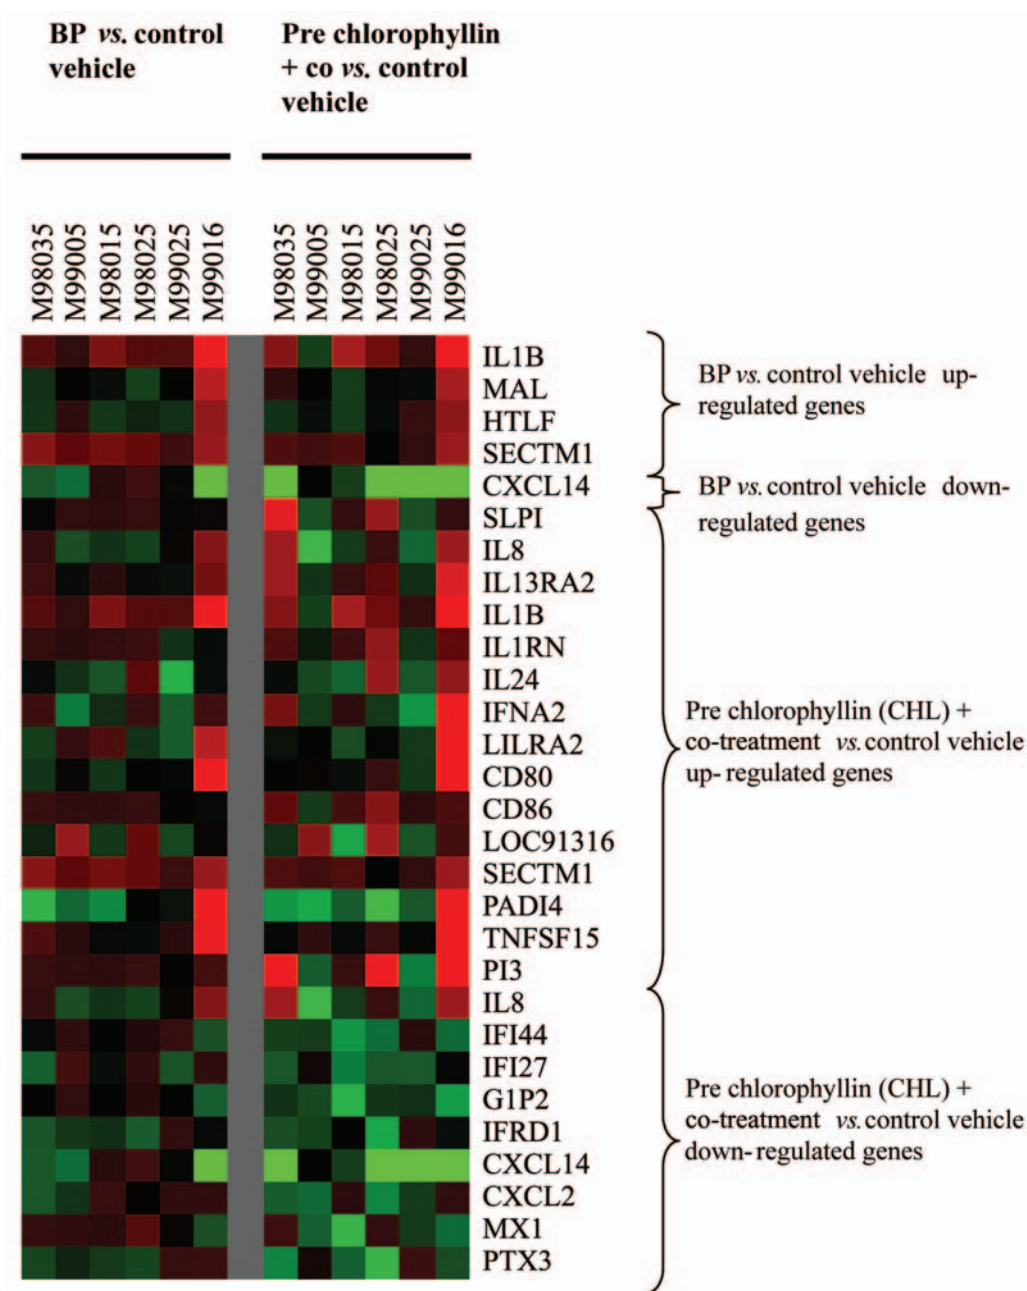 BP vs. control
vehicle
Pre chlorophyllin
+ co vs. control
vehicle
M98035
M99005
M98015
M98025
M99025
M99016
M98035
M99005
M98015
M98025
M99025
M99016
IL1B
MAL
HTLF
SECTM1
CXCL14
SLPI
IL8
IL13RA2
IL1B
IL1RN
IL24
IFNA2
LILRA2
CD80
CD86
LOC91316
SECTM1
PADI4
TNFSF15
PI3
IL8
IFI44
IFI27
G1P2
IFRD1
CXCL14
CXCL2
MX1
PTX3
BP vs. control vehicle up-
regulated genes
BP vs. control vehicle down-
regulated genes
Pre chlorophyllin (CHL) +
co-treatment vs. control vehicle
up- regulated genes
Pre chlorophyllin (CHL) +
co-treatment vs control vehicle
down- regulated genes